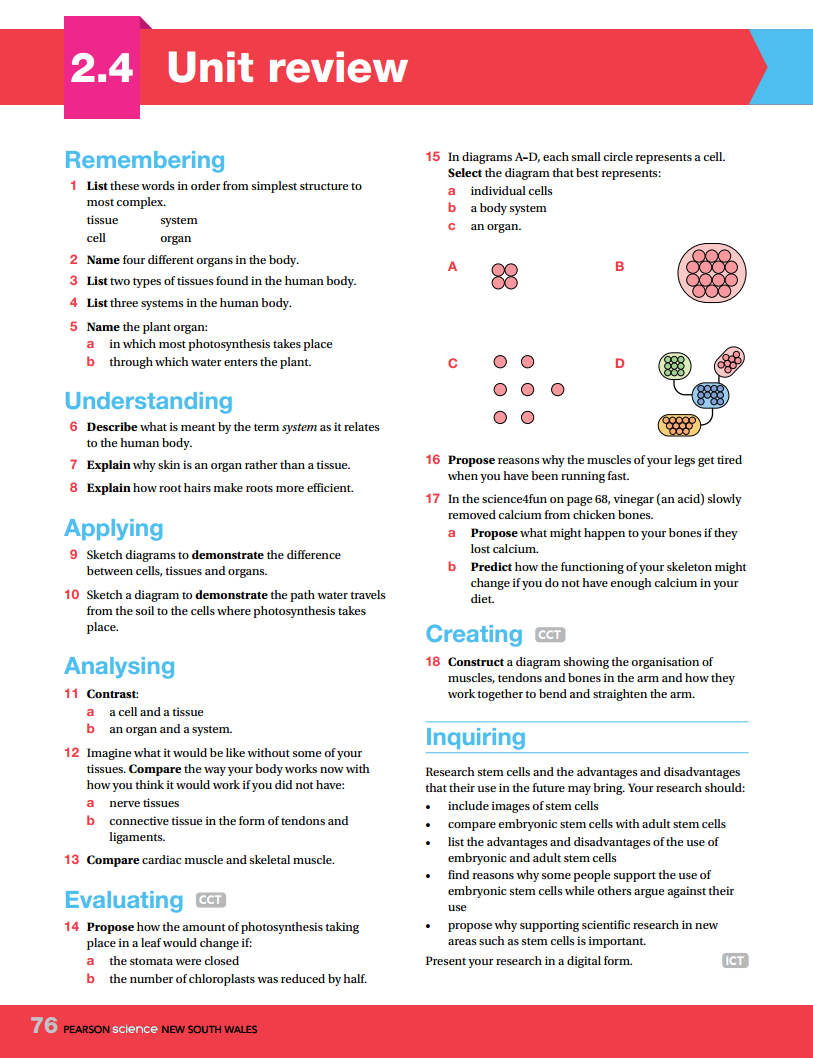 2.4 Unit review
Remembering
1 List these words in order from simplest structure to
most complex.
tissue system
cell organ
2 Name four different organs in the body.
3 List two types of tissues found in the human body.
4 List three systems in the human body.
5 Name the plant organ:
a in which most photosynthesis takes place
b through which water enters the plant.
Understanding
6 Describe what is meant by the term system as it relates
to the human body.
7 Explain why skin is an organ rather than a tissue.
8 Explain how root hairs make roots more efficient.
Applying
9 Sketch diagrams to demonstrate the difference
between cells, tissues and organs.
10 Sketch a diagram to demonstrate the path water travels
from the soil to the cells where photosynthesis takes
place.
Analysing
11 Contrast:
a a cell and a tissue
b an organ and a system.
12 Imagine what it would be like without some of your
tissues. Compare the way your body works now with
how you think it would work if you did not have:
a nerve tissues
b connective tissue in the form of tendons and
ligaments.
13 Compare cardiac muscle and skeletal muscle.
Evaluating CCT
14 Propose how the amount of photosynthesis taking
place in a leaf would change if:
a the stomata were closed
b the number of chloroplasts was reduced by half.
15 In diagrams A–D, each small circle represents a cell.
Select the diagram that best represents:
a individual cells
b a body system
c an organ.
A B
C D
16 Propose reasons why the muscles of your legs get tired
when you have been running fast.
17 In the science4fun on page 68, vinegar (an acid) slowly
removed calcium from chicken bones.
a Propose what might happen to your bones if they
lost calcium.
b Predict how the functioning of your skeleton might
change if you do not have enough calcium in your
diet.
Creating CCT
18 Construct a diagram showing the organisation of
muscles, tendons and bones in the arm and how they
work together to bend and straighten the arm.
Inquiring
Research stem cells and the advantages and disadvantages
that their use in the future may bring. Your research should:
• include images of stem cells
• compare embryonic stem cells with adult stem cells
• list the advantages and disadvantages of the use of
embryonic and adult stem cells
• find reasons why some people support the use of
embryonic stem cells while others argue against their
use
• propose why supporting scientific research in new
areas such as stem cells is important.
Present your research in a digital form. ICT
76 PEARSON science NEW SOUTH WALES